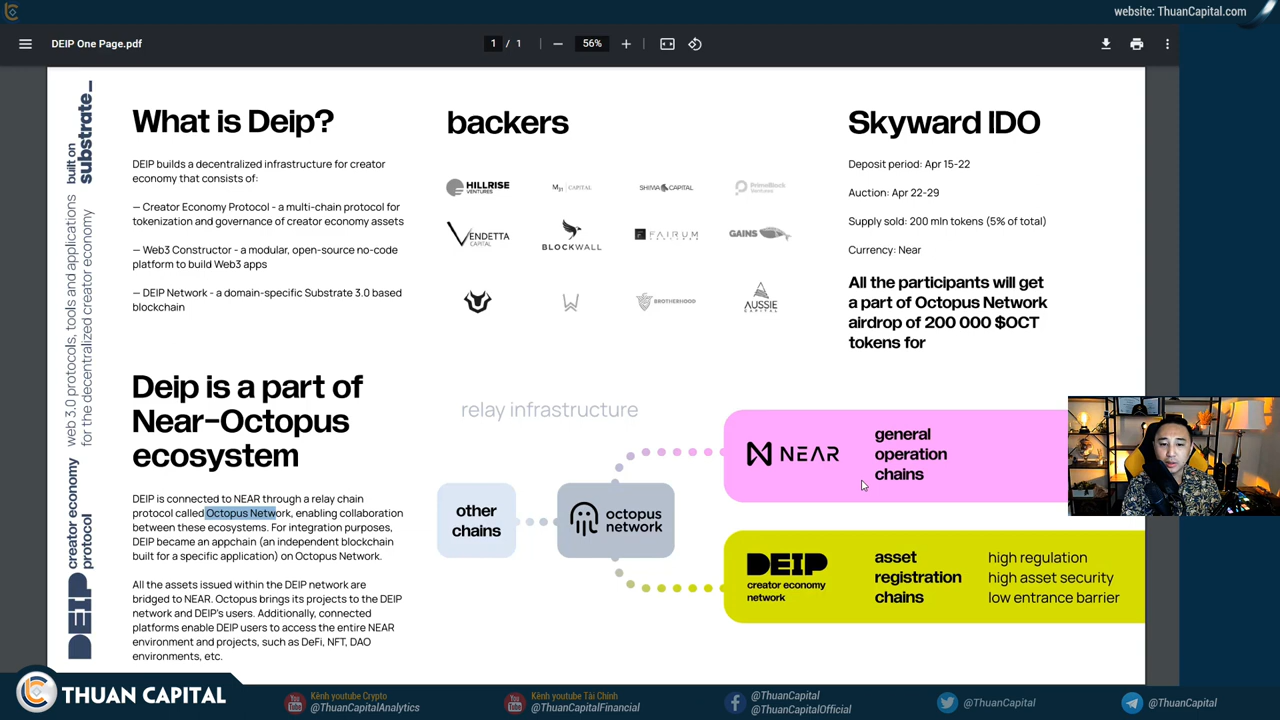 website: ThuanCapital.com
DEIP One Page.pdf
1 / 1
56%
built on
substrate_
web 3.0 protocols, tools and applications
for the decentralized creator economy
creator economy
protocol
DEIP
What is Deip?
DEIP builds a decentralized infrastructure for creator
economy that consists of:
— Creator Economy Protocol - a multi-chain protocol for
tokenization and governance of creator economy assets
— Web3 Constructor - a modular, open-source no-code
platform to build Web3 apps
— DEIP Network - a domain-specific Substrate 3.0 based
blockchain
backers
HILLRISE
VENTURES
CAPITAL
SHIMA CAPITAL
PrimeBlock
Ventures
VENDETTA
CAPITAL
BLOCKWALL
FAIRUM
GAINS
BROTHERHOOD
AUSSIE
CAPITAL
Skyward IDO
Deposit period: Apr 15-22
Auction: Apr 22-29
Supply sold: 200 mln tokens (5% of total)
Currency: Near
All the participants will get
a part of Octopus Network
airdrop of 200 000 $OCT
tokens for
Deip is a part of
Near–Octopus
ecosystem
DEIP is connected to NEAR through a relay chain
protocol called Octopus Network, enabling collaboration
between these ecosystems. For integration purposes,
DEIP became an appchain (an independent blockchain
built for a specific application) on Octopus Network.
All the assets issued within the DEIP network are
bridged to NEAR. Octopus brings its projects to the DEIP
network and DEIP's users. Additionally, connected
platforms enable DEIP users to access the entire NEAR
environment and projects, such as DeFi, NFT, DAO
environments, etc.
relay infrastructure
other
chains
octopus
network
NEAR
general
operation
chains
DEIP
creator economy
network
asset
registration
chains
high regulation
high asset security
low entrance barrier
THUAN CAPITAL
Kênh youtube Crypto
@ThuanCapitalAnalytics
Kênh youtube Tài Chính
@ThuanCapitalFinancial
@ThuanCapital
@ThuanCapitalOfficial
@ThuanCapital
@ThuanCapital